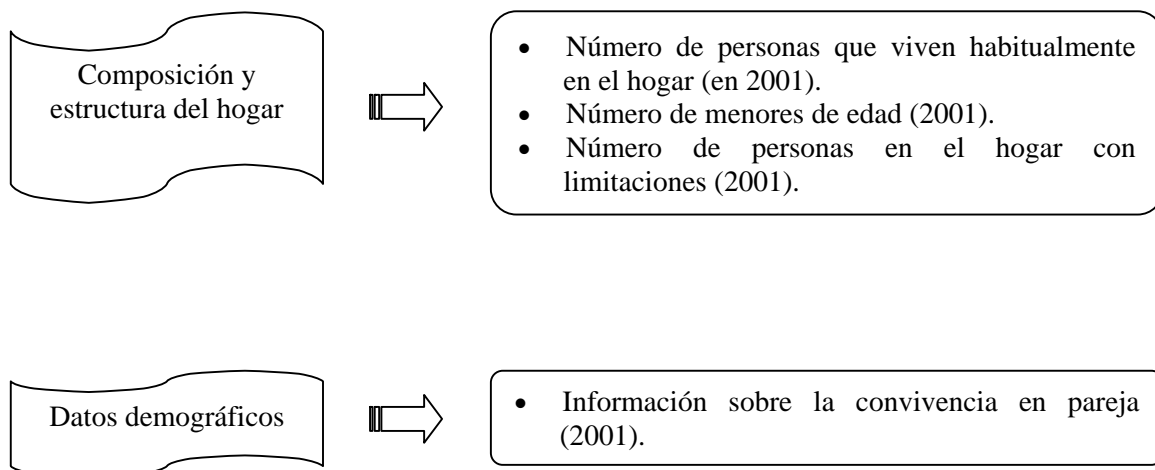 Composición y
estructura del hogar
• Número de personas que viven habitualmente
en el hogar (en 2001).
• Número de menores de edad (2001).
• Número de personas en el hogar con
limitaciones (2001).
Datos demográficos
• Información sobre la convivencia en pareja
(2001).